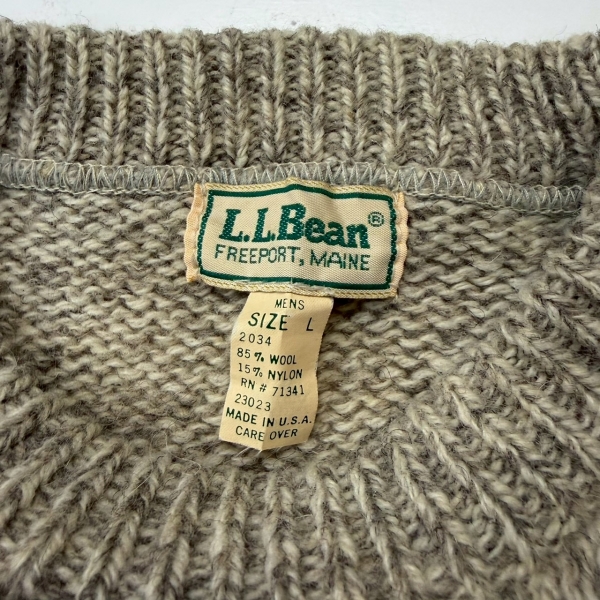 L.L.Bean®
FREEPORT, MAINE
MENS
SIZE L
2034
85% WOOL
15% NYLON
RN # 71341
23023
MADE IN U.S.A.
CARE OVER